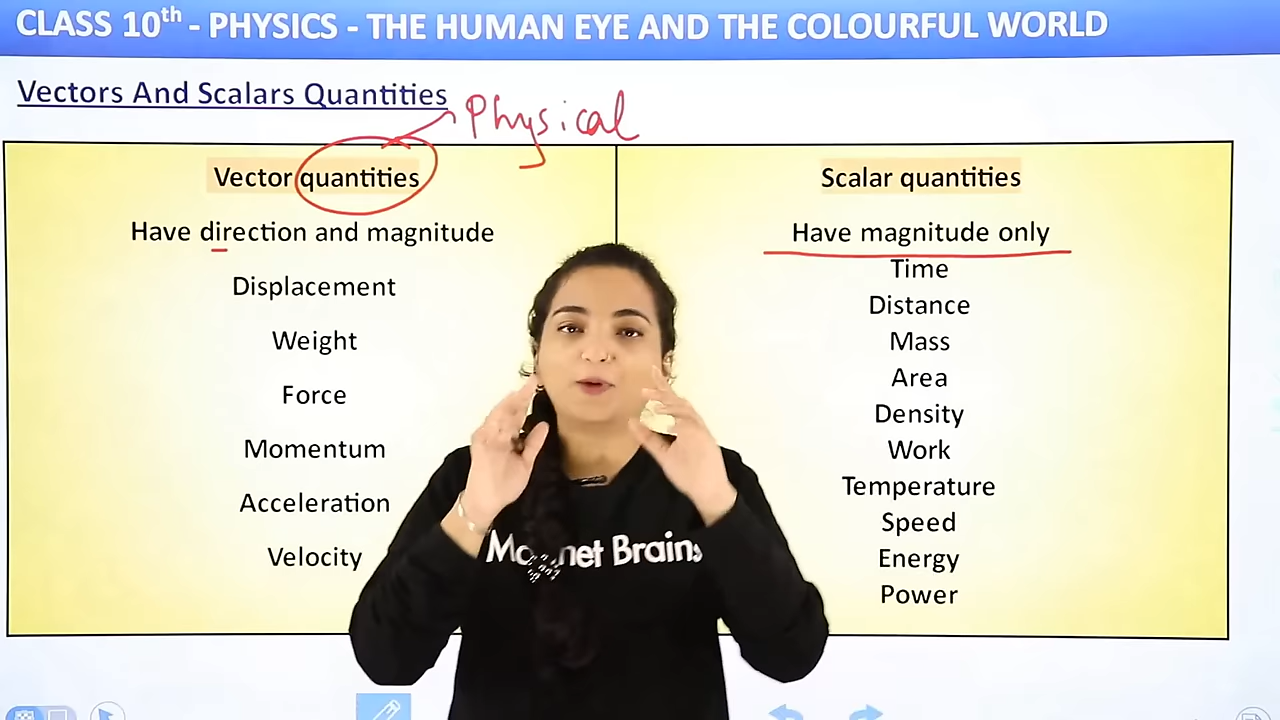 CLASS 10th - PHYSICS - THE HUMAN EYE AND THE COLOURFUL WORLD
Vectors And Scalars Quantities
Physical
Vector quantities
Have direction and magnitude
Displacement
Weight
Force
Momentum
Acceleration
Velocity
Scalar quantities
Have magnitude only
Time
Distance
Mass
Area
Density
Work
Temperature
Speed
Energy
Power
Brains